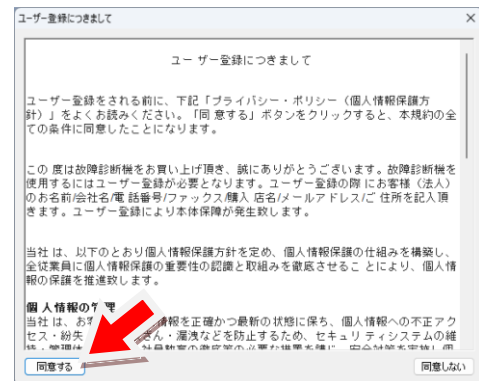 ユーザー登録につきまして
ユー ザー登録につきまして
ユーザー登録をされる前に、下記「プライバシー・ポリシー（個人情報保護方
針）」をよくお読みください。「同 意する」ボタンをクリックすると、本規約の全
ての条件に同意したことになります。
この 度は故障診断機をお買い上げ頂き、誠にありがとうございます。故障診断機を
使用するにはユーザー登録が必要となります。ユーザー登録の際 にお客様（法人）
のお名前/会社名/電 話番号/ファックス/購入 店名/メールアドレス/ご 住所を記入頂
きます。ユーザー登録により本体保障が発生致します。
当社 は、以下のとおり個人情報保護方針を定め、個人情報保護の仕組みを構築し、
全従業員に個人情報保護の重要性の認識と取組みを徹底させるこ とにより、個人情
報の保護を推進致します。
個 人情報の管理
当社 は、お 情報を正確かつ最新の状態に保ち、個人情報への不正アク
セス・紛失 ・漏洩などを防止するため、セキュリ ティシステムの維
同意する
同意しない